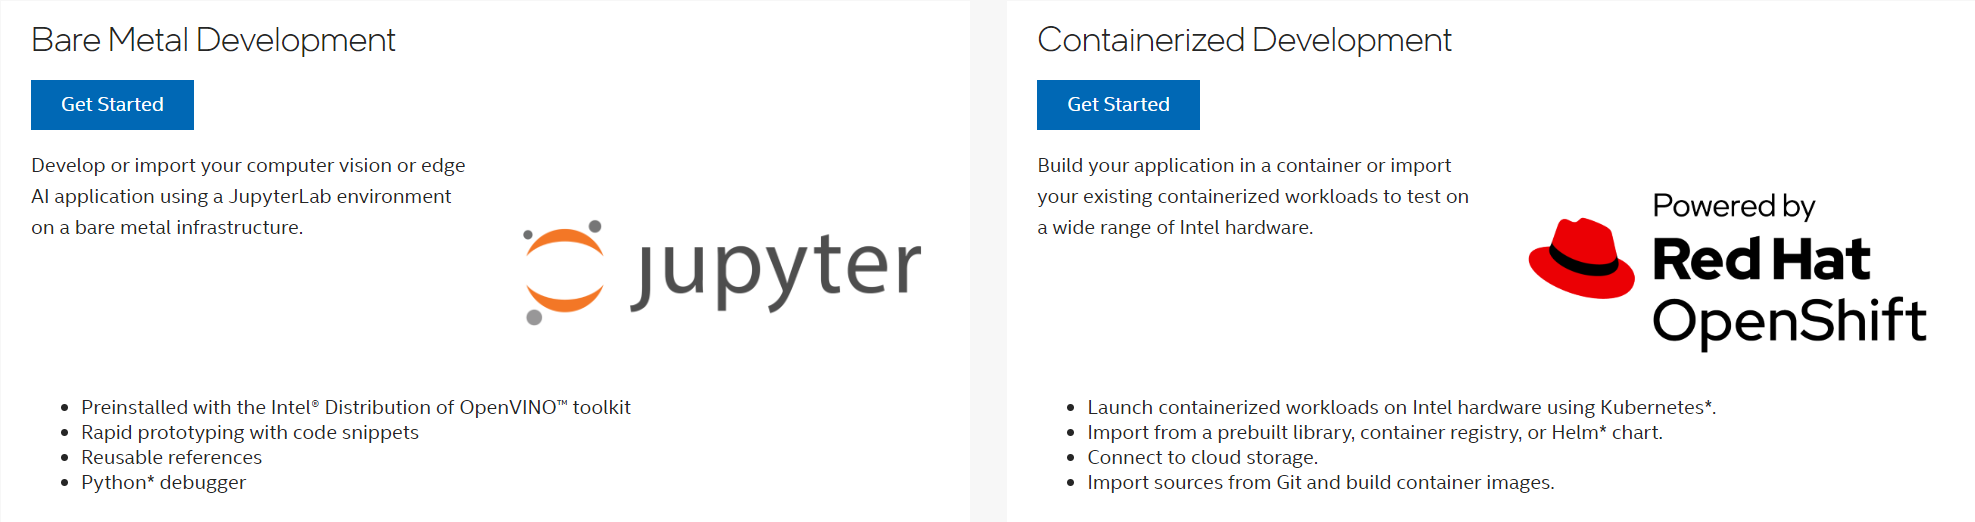 Bare Metal Development
Get Started
Develop or import your computer vision or edge
AI application using a JupyterLab environment
on a bare metal infrastructure.
jupyter
• Preinstalled with the Intel® Distribution of OpenVINO™ toolkit
• Rapid prototyping with code snippets
• Reusable references
• Python* debugger
Containerized Development
Get Started
Build your application in a container or import
your existing containerized workloads to test on
a wide range of Intel hardware.
Powered by
Red Hat
OpenShift
• Launch containerized workloads on Intel hardware using Kubernetes*.
• Import from a prebuilt library, container registry, or Helm* chart.
• Connect to cloud storage.
• Import sources from Git and build container images.